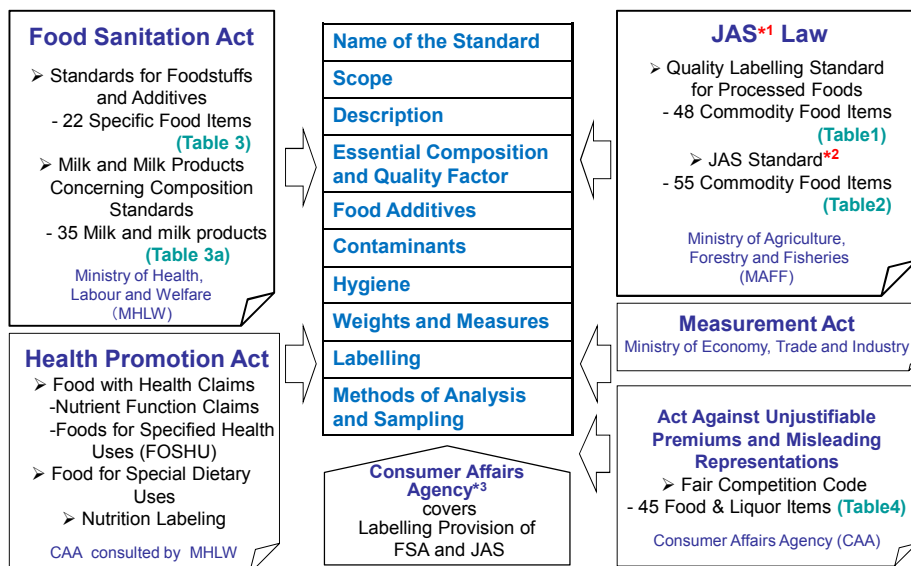 Food Sanitation Act
➢ Standards for Foodstuffs
and Additives
- 22 Specific Food Items
(Table 3)
➢ Milk and Milk Products
Concerning Composition
Standards
- 35 Milk and milk products
(Table 3a)
Ministry of Health,
Labour and Welfare
(MHLW)
Health Promotion Act
➢ Food with Health Claims
-Nutrient Function Claims
-Foods for Specified Health
Uses (FOSHU)
➢ Food for Special Dietary
Uses
➢ Nutrition Labeling
CAA consulted by MHLW
Name of the Standard
Scope
Description
Essential Composition
and Quality Factor
Food Additives
Contaminants
Hygiene
Weights and Measures
Labelling
Methods of Analysis
and Sampling
Consumer Affairs
Agency*3
covers
Labelling Provision of
FSA and JAS
JAS*1 Law
➢ Quality Labelling Standard
for Processed Foods
- 48 Commodity Food Items
(Table1)
➢ JAS Standard*2
- 55 Commodity Food Items
(Table2)
Ministry of Agriculture,
Forestry and Fisheries
(MAFF)
Measurement Act
Ministry of Economy, Trade and Industry
Act Against Unjustifiable
Premiums and Misleading
Representations
➢ Fair Competition Code
- 45 Food & Liquor Items (Table4)
Consumer Affairs Agency (CAA)